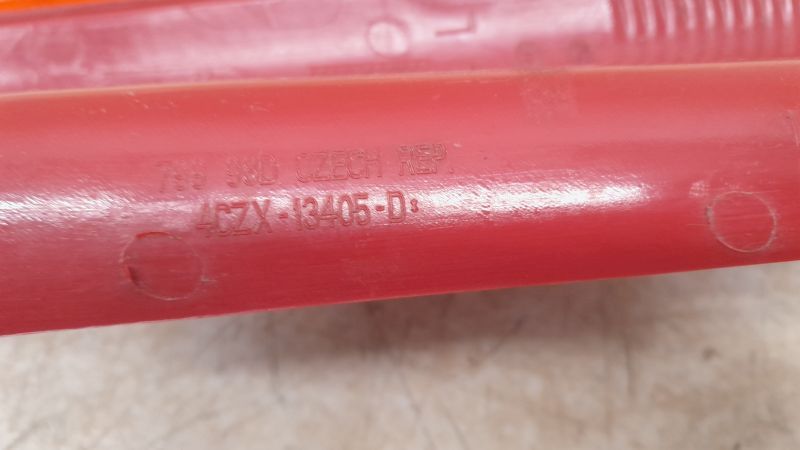 L
CZECH REP.
4CZX-13405-D